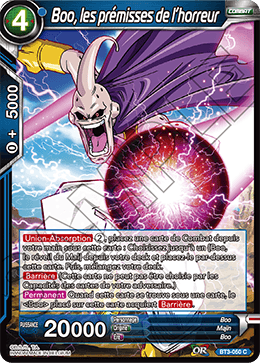 4
Boo, les prémisses de l'horreur
COMBAT
+ 5000
Union-Absorption 2 : placez une carte de Combat depuis
votre main sous cette carte : Choisissez jusqu'à un {Boo,
le réveil du Mal} depuis votre deck et placez-le par-dessus
cette carte. Puis, mélangez votre deck.
Barrière (Cette carte ne peut pas être choisie par les
Capacités des cartes de votre adversaire.)
Permanent Quand cette carte se trouve sous une carte, le
placé sur cette carte acquiert Barrière.
PUISSANCE
20000
Personnage
Boo
Origine
Ère
BT3-050 C